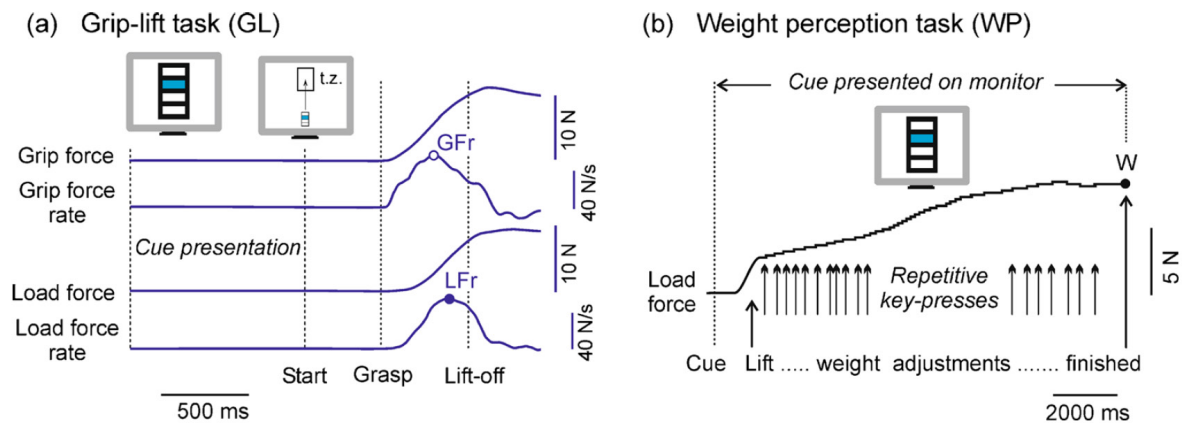 (a) Grip-lift task (GL)
t.z.
Grip force
10 N
GFr
Grip force
rate
40 N/s
Cue presentation
Load force
10 N
LFr
Load force
rate
40 N/s
Start Grasp Lift-off
500 ms
(b) Weight perception task (WP)
Cue presented on monitor
W
Load
force
Repetitive
key-presses
5 N
Cue Lift ..... weight adjustments ....... finished
2000 ms